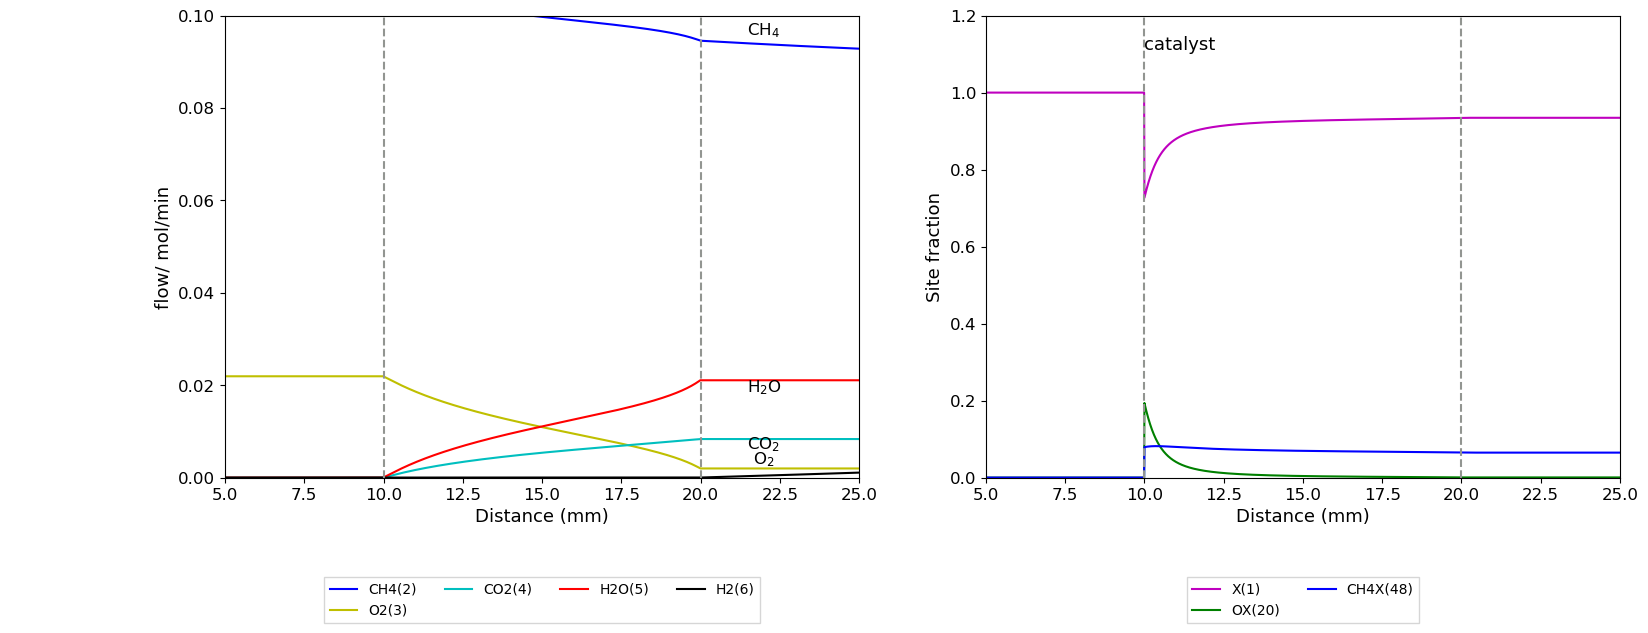 0.10
0.08
0.06
0.04
0.02
0.00
flow/ mol/min
CH₄
H₂O
CO₂
O₂
5.0 7.5 10.0 12.5 15.0 17.5 20.0 22.5 25.0
Distance (mm)
CH4(2) CO2(4) H2O(5) H2(6)
O2(3)
1.2
1.0
0.8
0.6
0.4
0.2
0.0
Site fraction
catalyst
5.0 7.5 10.0 12.5 15.0 17.5 20.0 22.5 25.0
Distance (mm)
X(1) CH4X(48)
OX(20)